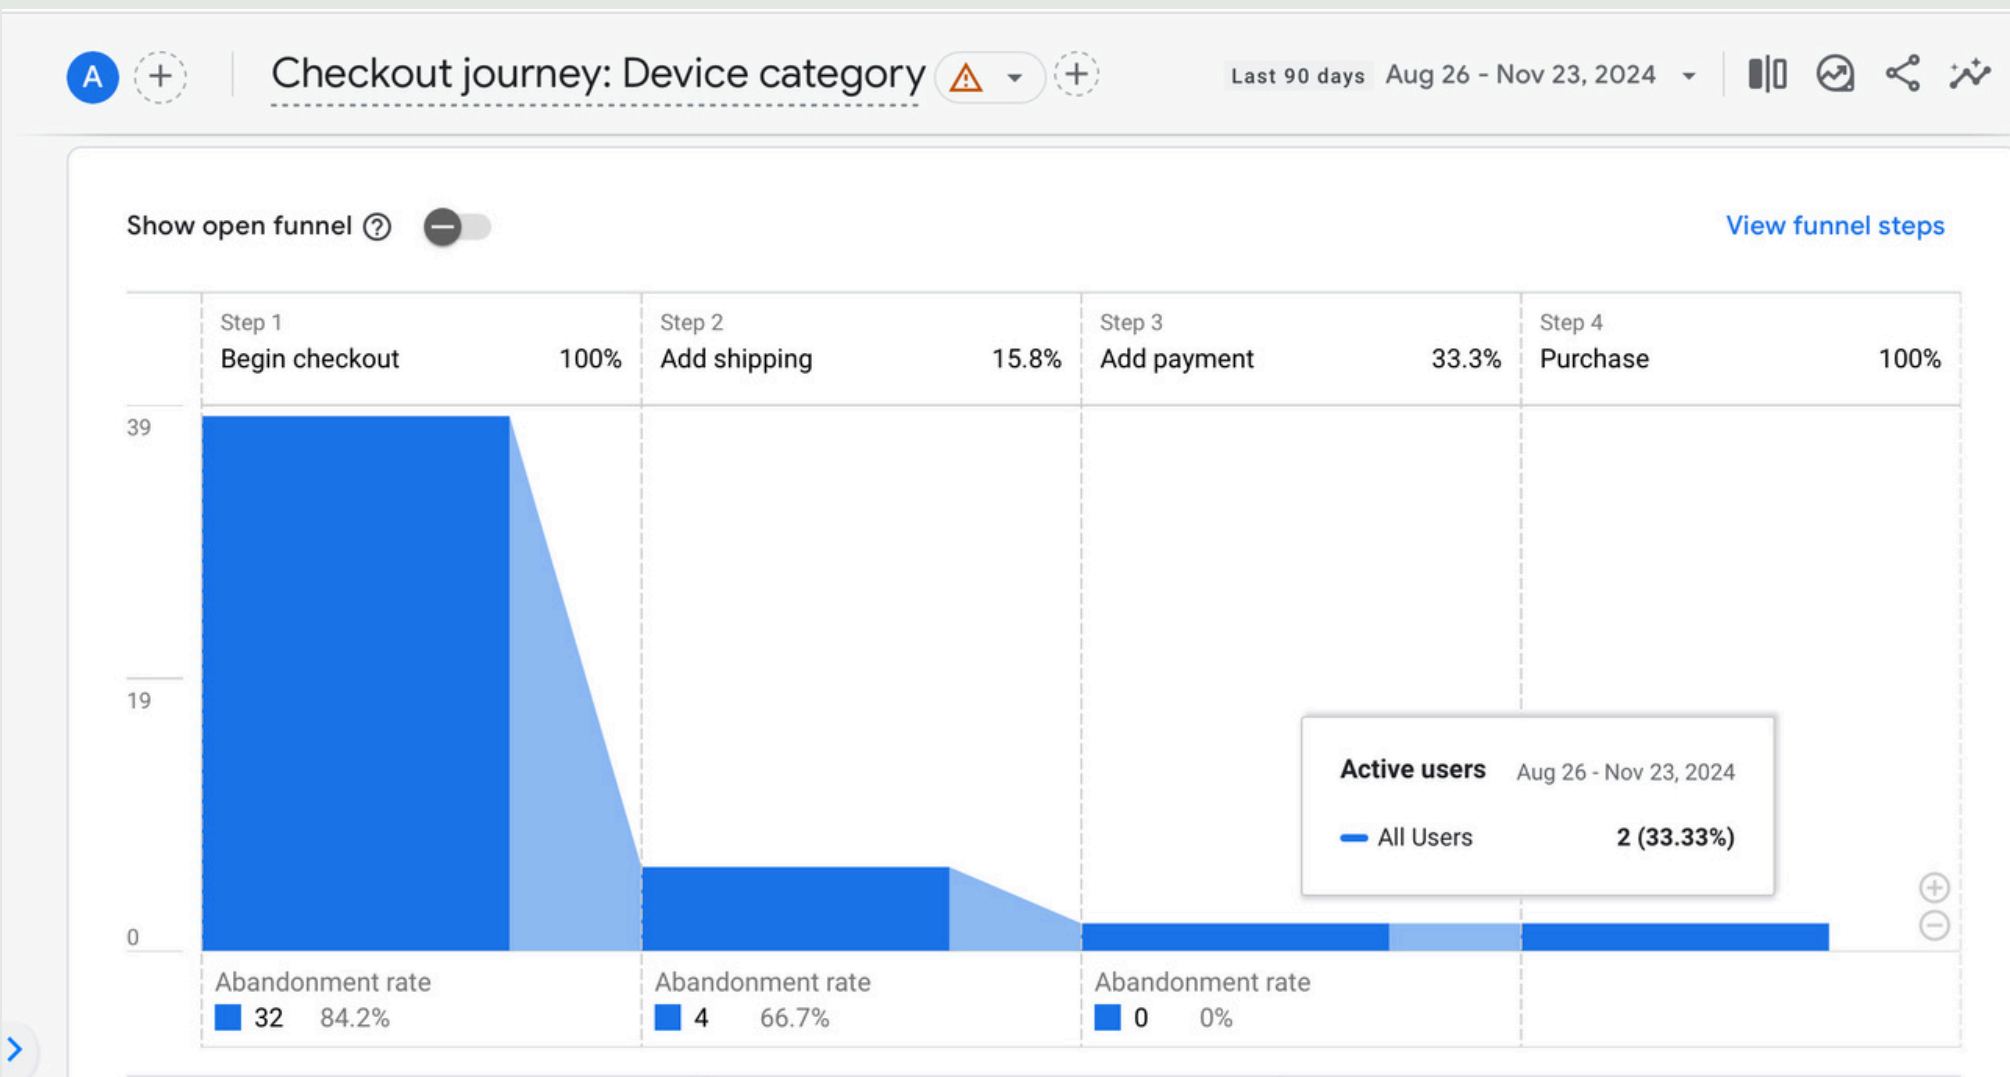 A
Checkout journey: Device category
Last 90 days Aug 26 - Nov 23, 2024
Show open funnel
View funnel steps
Step 1
Begin checkout 100%
Step 2
Add shipping 15.8%
Step 3
Add payment 33.3%
Step 4
Purchase 100%
39
19
0
Active users Aug 26 - Nov 23, 2024
All Users 2 (33.33%)
Abandonment rate
32 84.2%
Abandonment rate
4 66.7%
Abandonment rate
0 0%